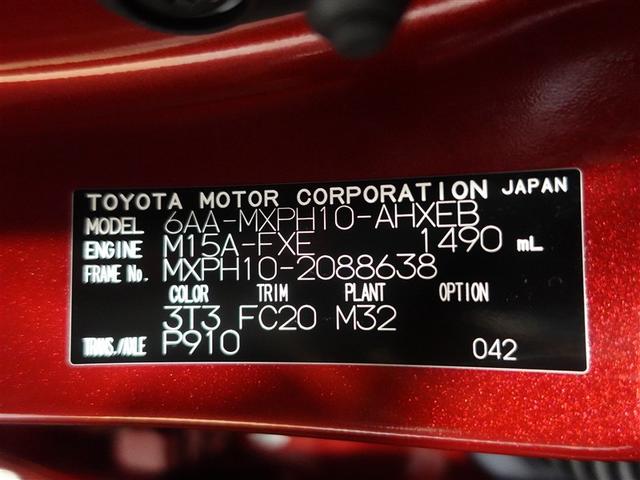 TOYOTA MOTOR CORPORATION JAPAN
MODEL 6AA-MXPH10-AHXEB
ENGINE M15A-FXE 1490 mL
FRAME No. MXPH10-2088638
COLOR TRIM PLANT OPTION
3T3 FC20 M32
TRANS./AXLE P910 042